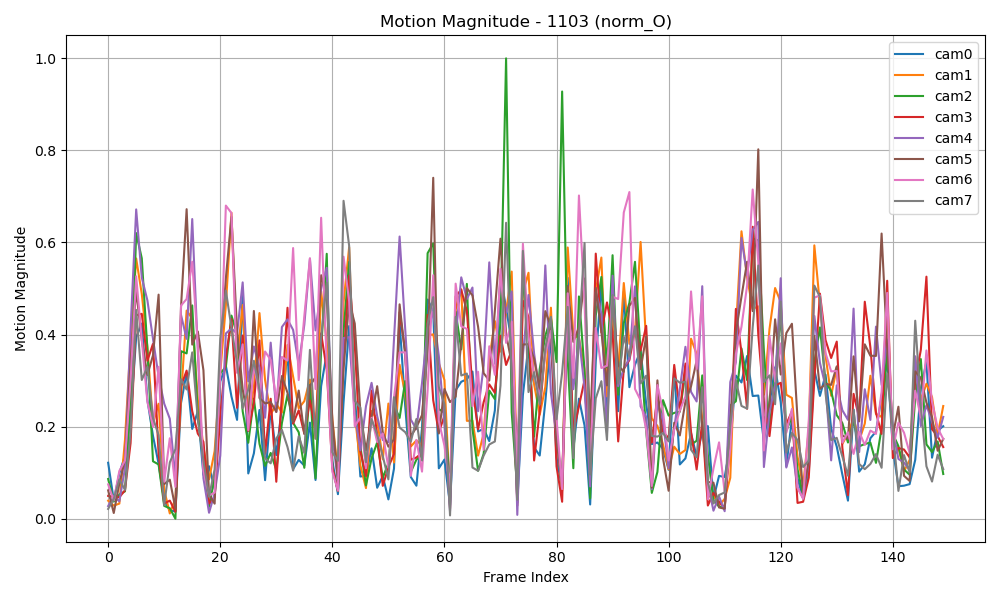 Motion Magnitude - 1103 (norm_O)
Motion Magnitude
1.0
0.8
0.6
0.4
0.2
0.0
0 20 40 60 80 100 120 140
Frame Index
cam0
cam1
cam2
cam3
cam4
cam5
cam6
cam7